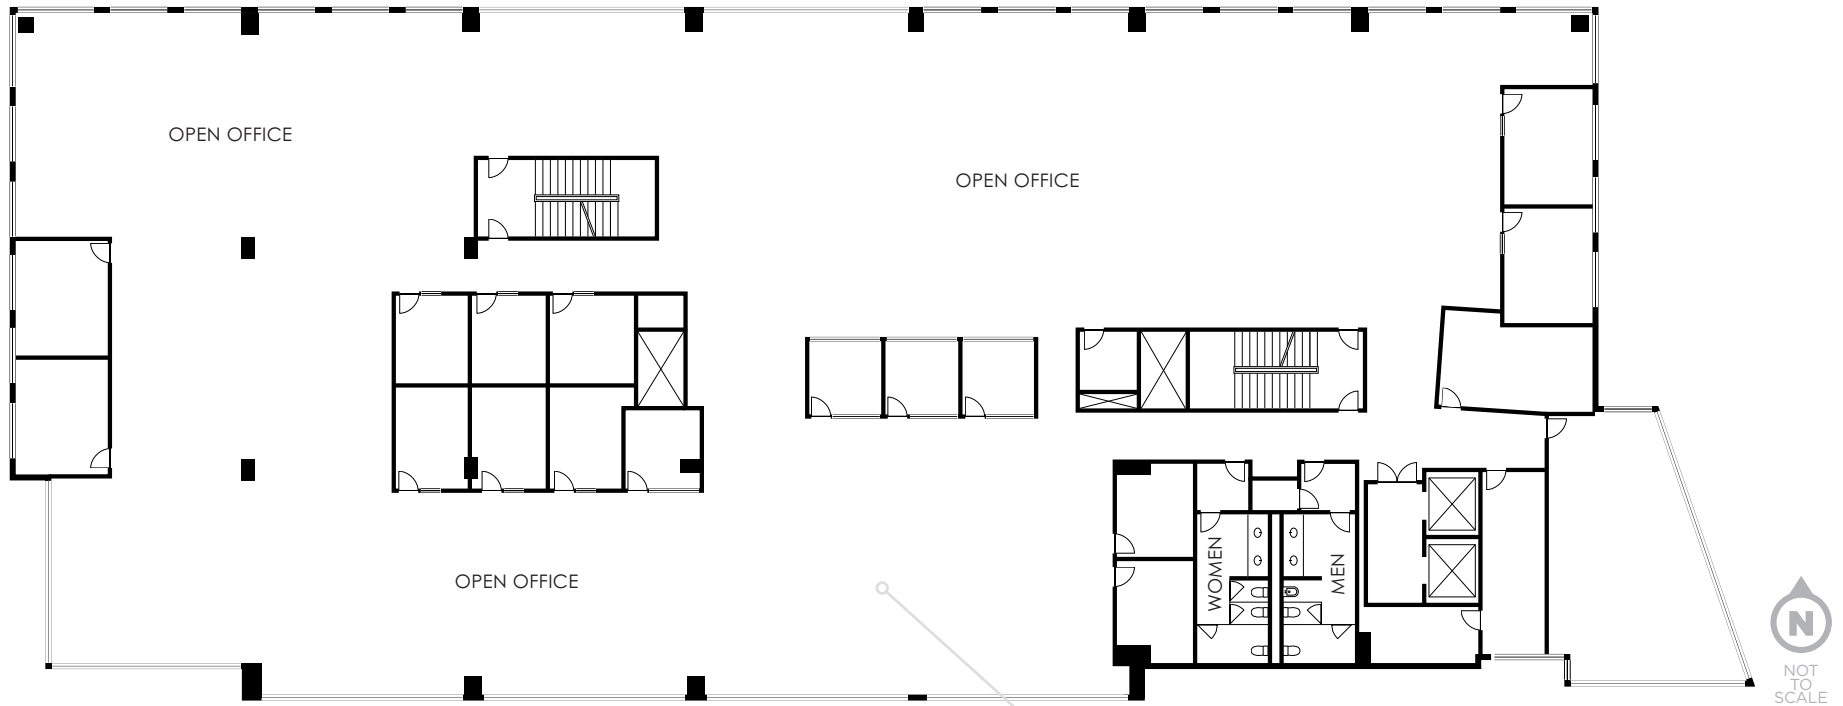 OPEN OFFICE
OPEN OFFICE
OPEN OFFICE
WOMEN
MEN
N
NOT
TO
SCALE